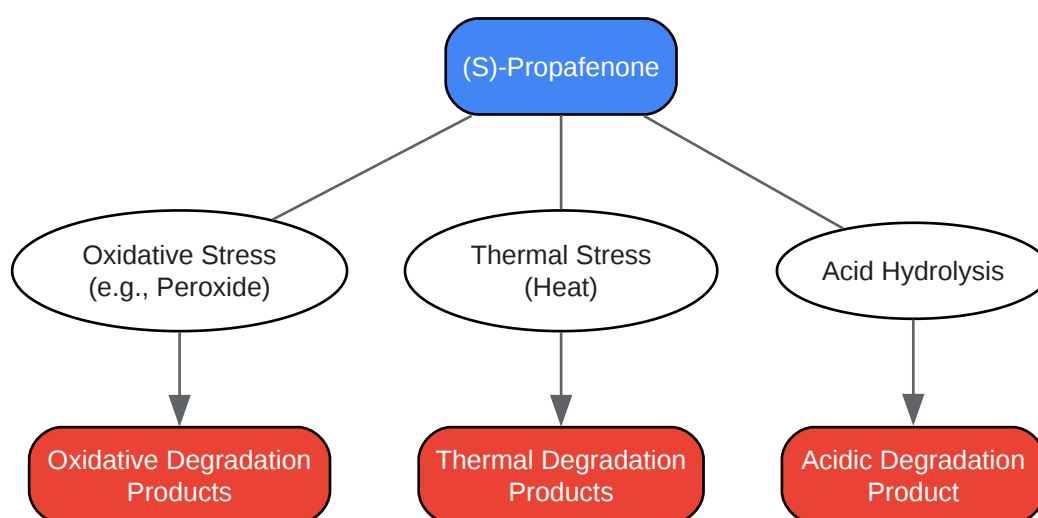 (S)-Propafenone
Oxidative Stress
(e.g., Peroxide)
Thermal Stress
(Heat)
Acid Hydrolysis
Oxidative Degradation
Products
Thermal Degradation
Products
Acidic Degradation
Product